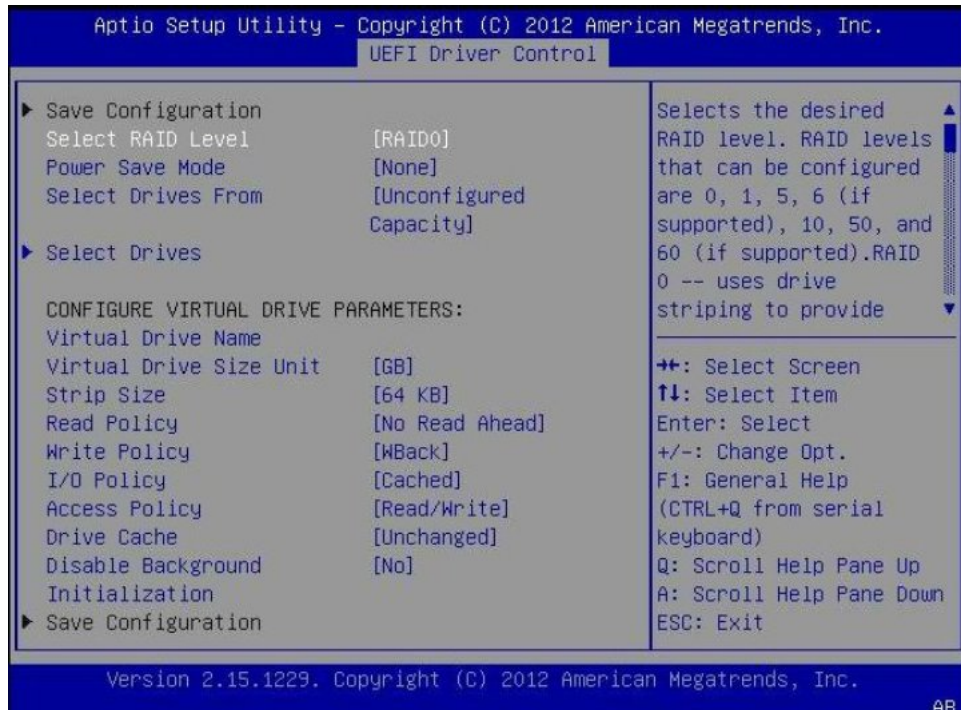 Aptio Setup Utility – Copyright (C) 2012 American Megatrends, Inc.
UEFI Driver Control
▶ Save Configuration
Select RAID Level [RAID0]
Power Save Mode [None]
Select Drives From [Unconfigured
Capacity]
▶ Select Drives
CONFIGURE VIRTUAL DRIVE PARAMETERS:
Virtual Drive Name
Virtual Drive Size Unit [GB]
Strip Size [64 KB]
Read Policy [No Read Ahead]
Write Policy [WBack]
I/O Policy [Cached]
Access Policy [Read/Write]
Drive Cache [Unchanged]
Disable Background [No]
Initialization
▶ Save Configuration
Selects the desired
RAID level. RAID levels
that can be configured
are 0, 1, 5, 6 (if
supported), 10, 50, and
60 (if supported).RAID
0 -- uses drive
striping to provide
→←: Select Screen
↑↓: Select Item
Enter: Select
+/-: Change Opt.
F1: General Help
(CTRL+Q from serial
keyboard)
Q: Scroll Help Pane Up
A: Scroll Help Pane Down
ESC: Exit
Version 2.15.1229. Copyright (C) 2012 American Megatrends, Inc.
AB